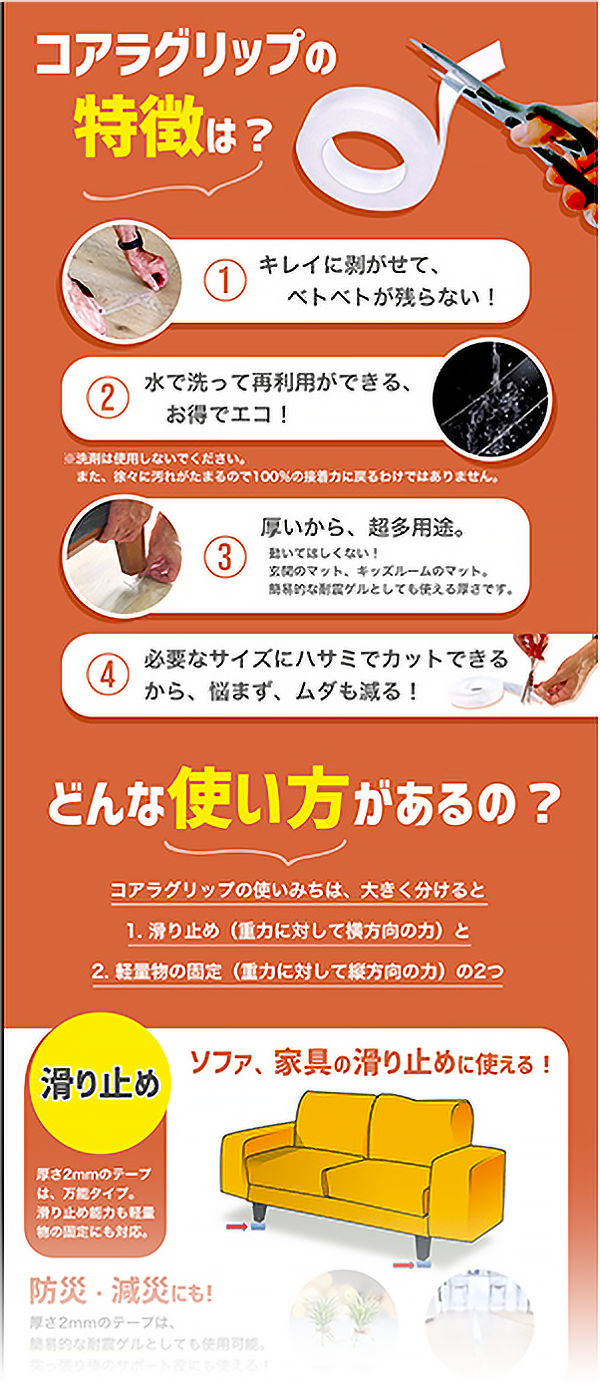 コアラグリップの
特徴は？
① キレイに剥がせて、
ベトベトが残らない！
② 水で洗って再利用ができる、
お得でエコ！
※洗剤は使用しないでください。
また、徐々に汚れがたまるので100%の接着力に戻るわけではありません。
③ 厚いから、超多用途。
動いてほしくない！
玄関のマット、キッズルームのマット。
簡易的な耐震ゲルとしても使える厚さです。
④ 必要なサイズにハサミでカットできる
から、悩まず、ムダも減る！
どんな使い方があるの？
コアラグリップの使いみちは、大きく分けると
1. 滑り止め（重力に対して横方向の力）と
2. 軽量物の固定（重力に対して縦方向の力）の2つ
滑り止め
ソファ、家具の滑り止めに使える！
厚さ2mmのテープ
は、万能タイプ。
滑り止め能力も軽量
物の固定にも対応。
防災・減災にも!
厚さ2mmのテープは、
簡易的な耐震ゲルとしても使用可能。
突っ張り棒のサポート役にも使える！